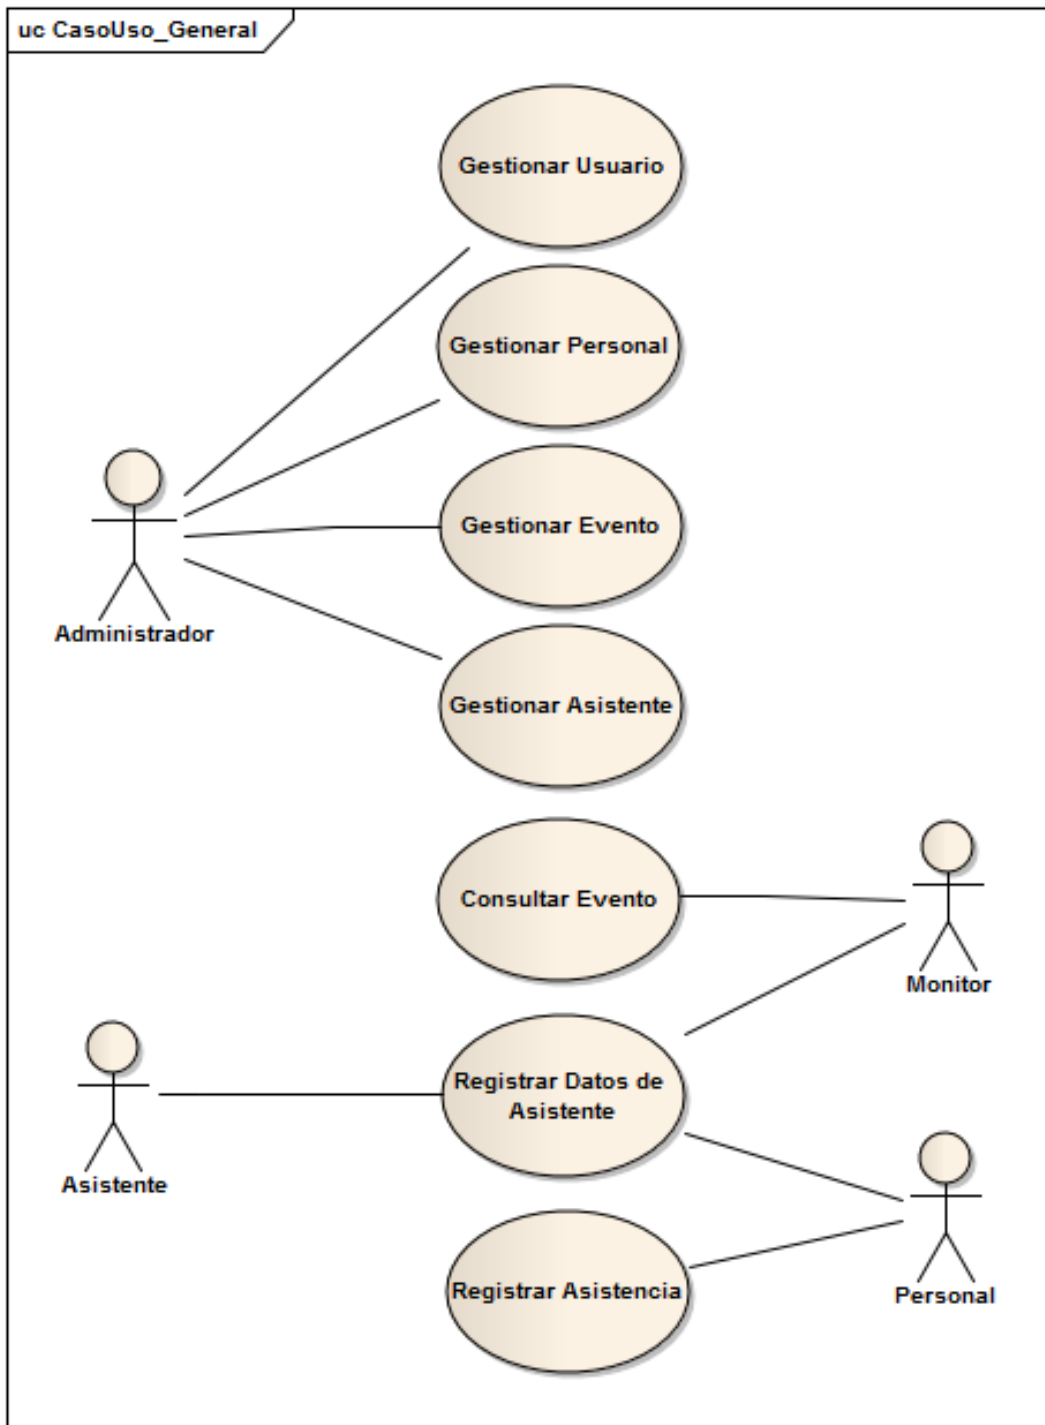 uc CasoUso_General
Gestionar Usuario
Gestionar Personal
Gestionar Evento
Administrador
Gestionar Asistente
Consultar Evento
Monitor
Registrar Datos de
Asistente
Asistente
Registrar Asistencia
Personal